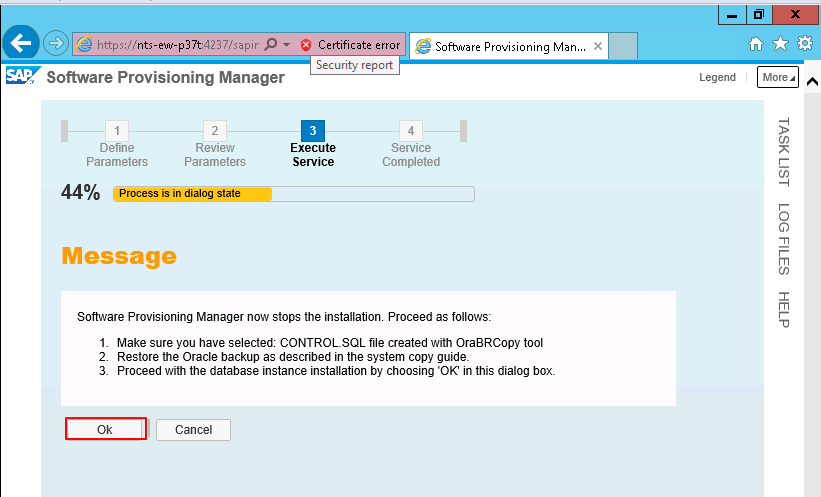 https://nts-ew-p37t:4237/sapir
Certificate error
Software Provisioning Man...
Security report
SAP Software Provisioning Manager
Legend
More
1 2 3 4
Define Parameters
Review Parameters
Execute Service
Service Completed
44% Process is in dialog state
Message
Software Provisioning Manager now stops the installation. Proceed as follows:
1. Make sure you have selected: CONTROL.SQL file created with OraBRCopy tool
2. Restore the Oracle backup as described in the system copy guide.
3. Proceed with the database instance installation by choosing 'OK' in this dialog box.
Ok
Cancel
TASK LIST
LOG FILES
HELP